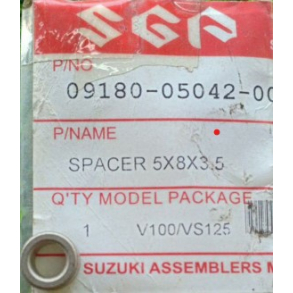 SGP
P/NO
09180-05042-00
P/NAME
SPACER 5X8X3.5
Q'TY MODEL PACKAGE
1 V100/VS125
SUZUKI ASSEMBLERS M